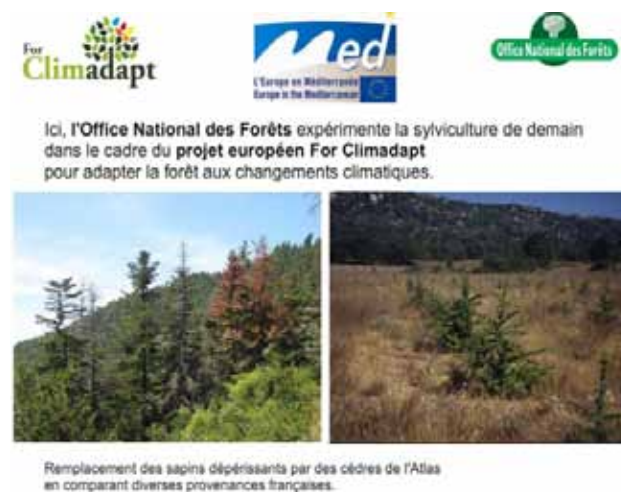 For
Climadapt
Med
L'Europe en Méditerranée
Europe in the Mediterranean
Office National des Forêts
Ici, l'Office National des Forêts expérimente la sylviculture de demain
dans le cadre du projet européen For Climadapt
pour adapter la forêt aux changements climatiques.
Remplacement des sapins dépérissants par des cèdres de l'Atlas
en comparant diverses provenances françaises.